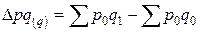 Δpq(q) = ∑ p₀q₁ − ∑ p₀q₀